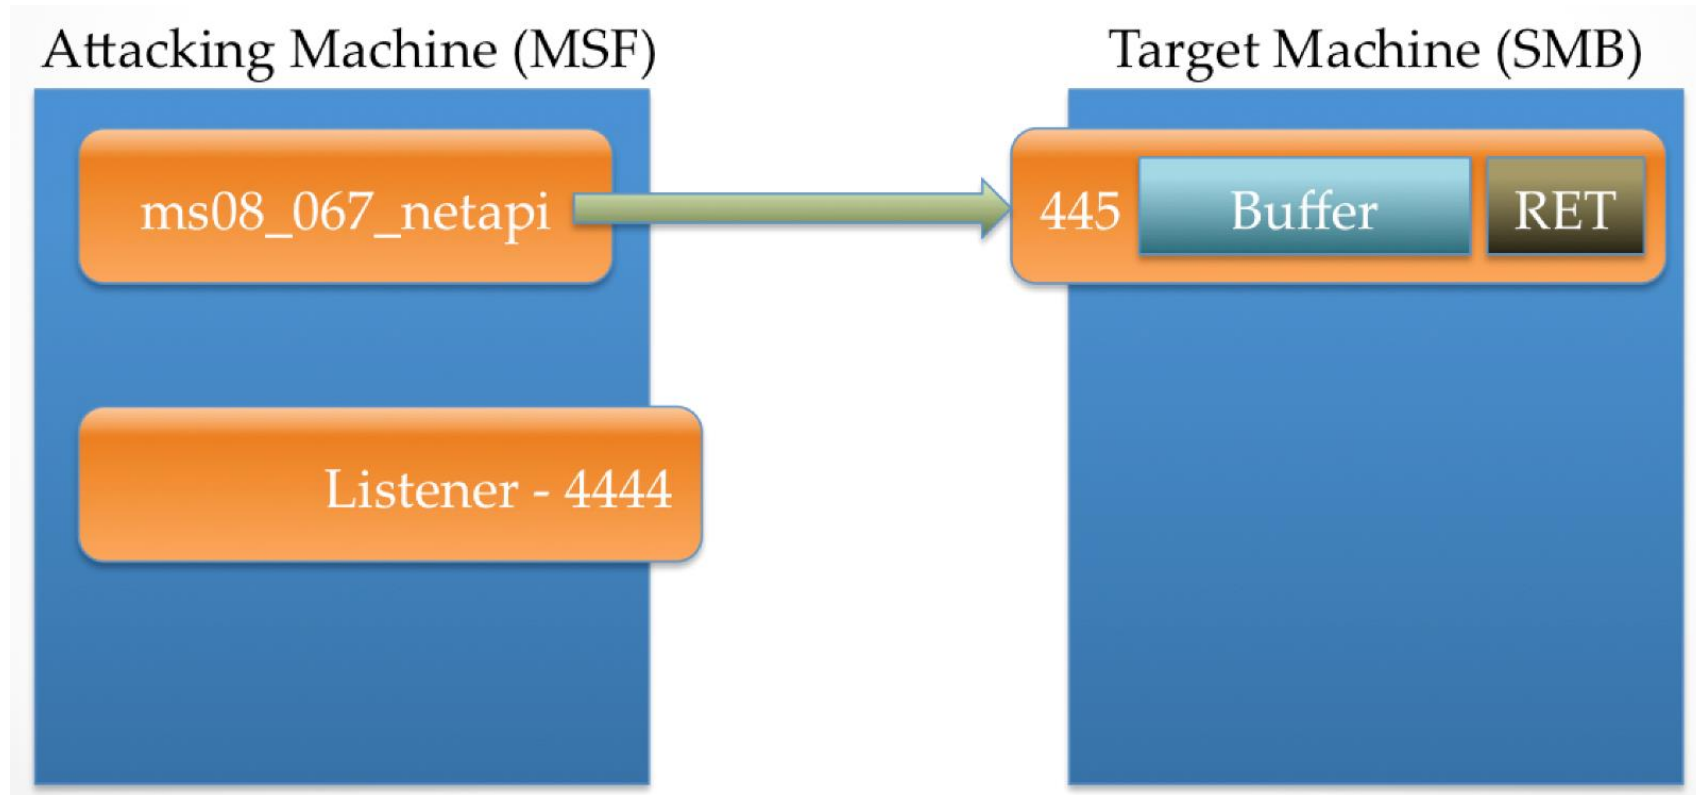 Attacking Machine (MSF)
Target Machine (SMB)
ms08_067_netapi
445
Buffer
RET
Listener - 4444